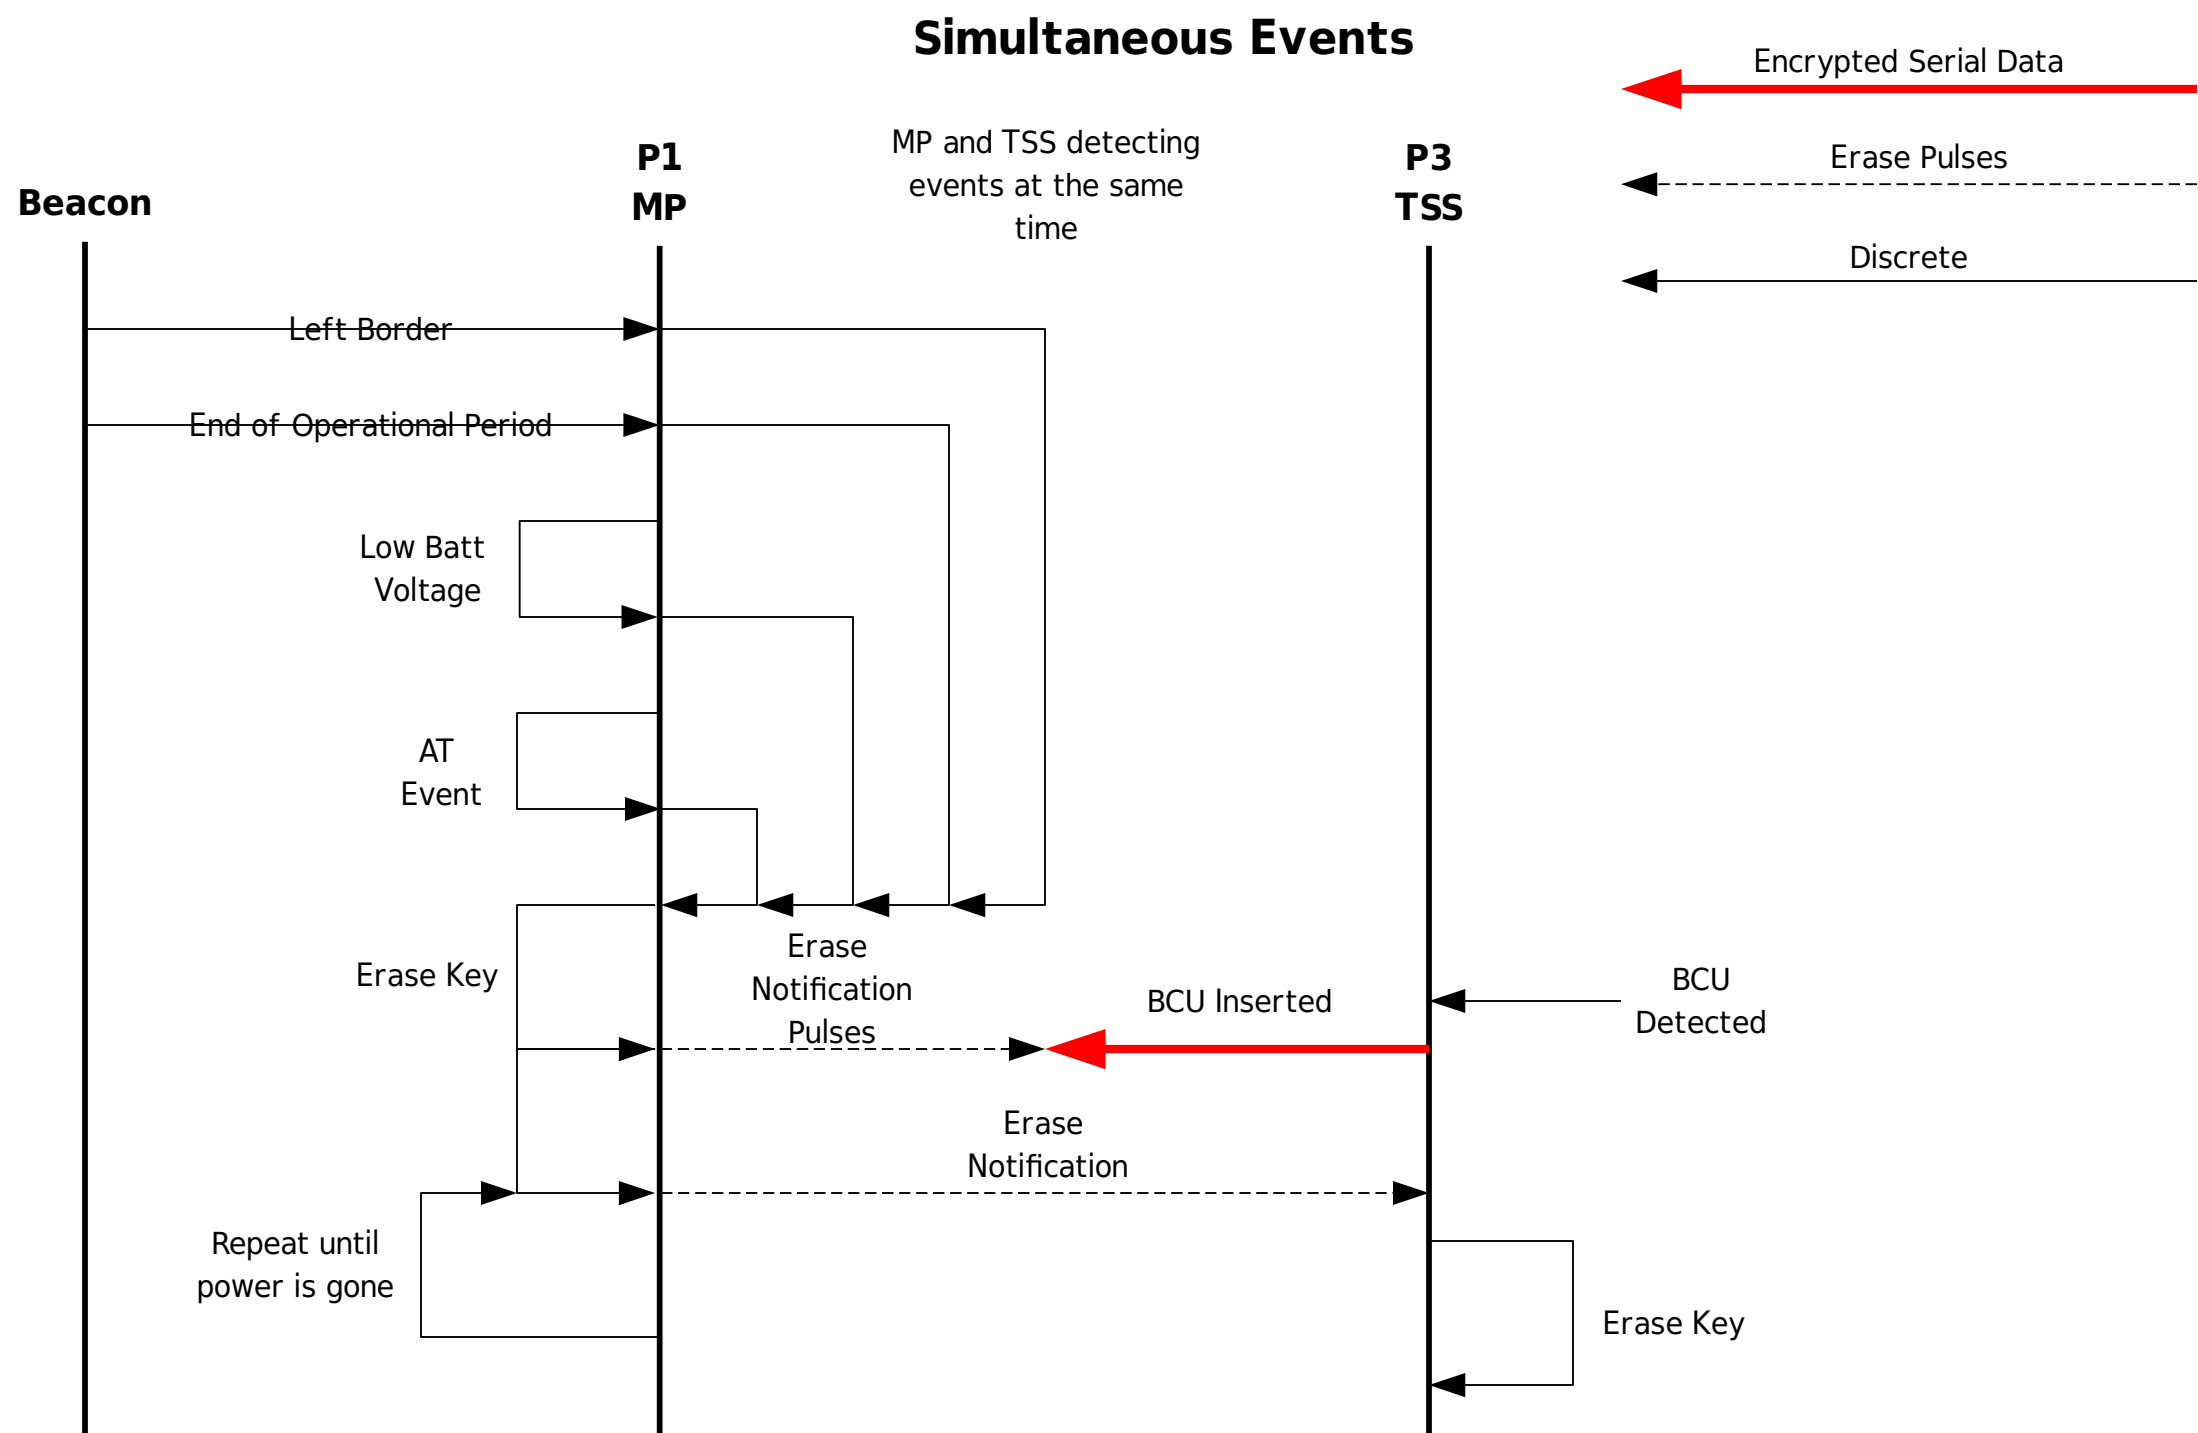 Simultaneous Events
Encrypted Serial Data
MP and TSS detecting
events at the same
time
P1
MP
P3
TSS
Erase Pulses
Beacon
Discrete
Left Border
End of Operational Period
Low Batt
Voltage
AT
Event
Erase Key
Erase
Notification
Pulses
BCU Inserted
BCU
Detected
Erase
Notification
Repeat until
power is gone
Erase Key